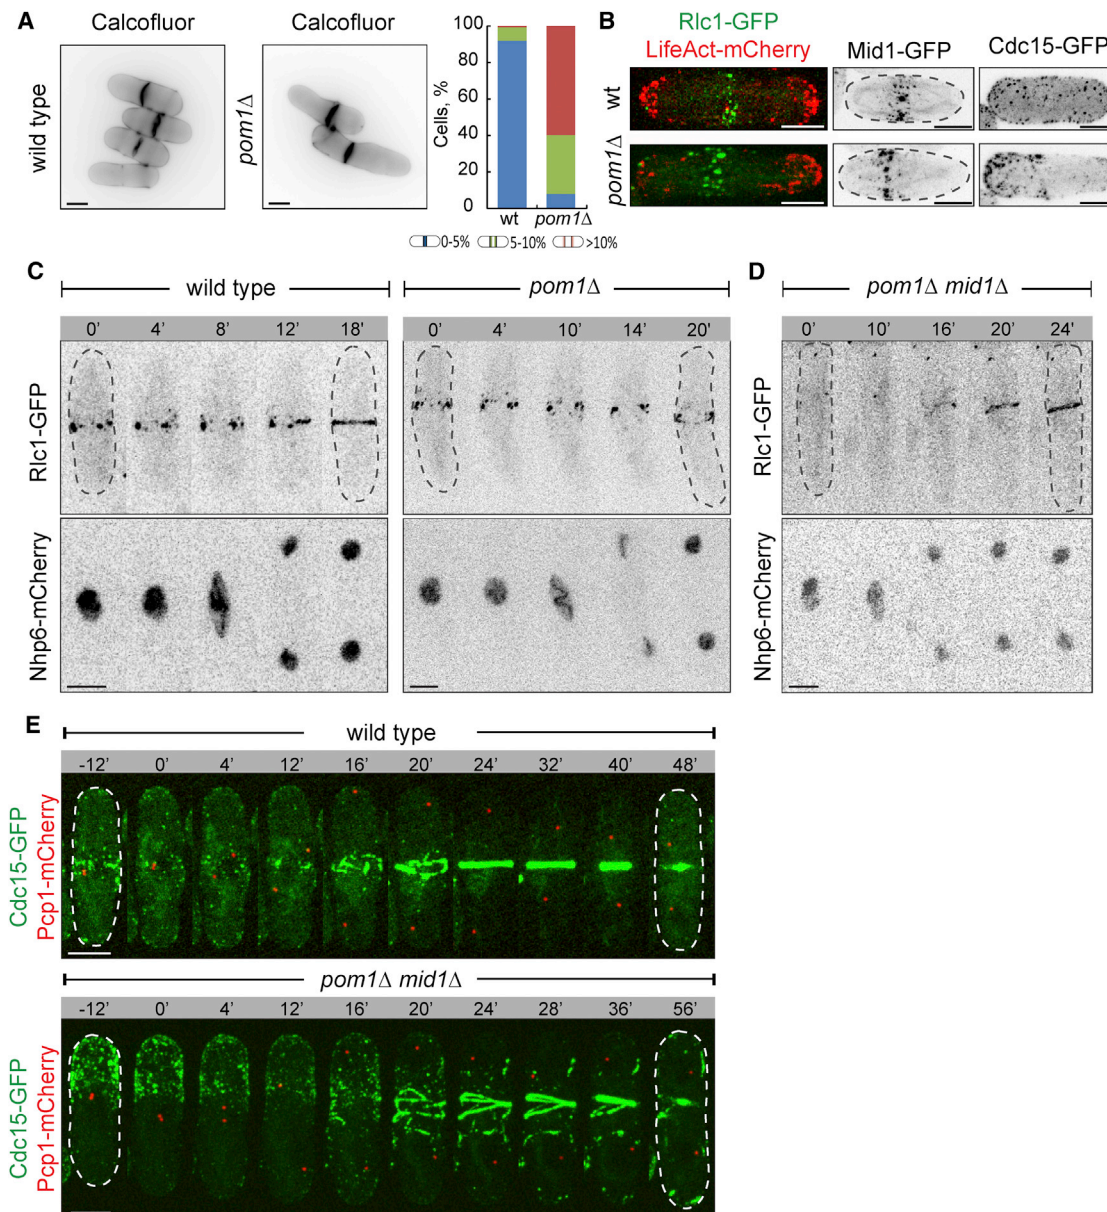 A
Calcofluor
Calcofluor
wild type
pom1Δ
Cells, %
100
80
60
40
20
0
wt
pom1Δ
0-5%
5-10%
>10%
B
Rlc1-GFP
LifeAct-mCherry
Mid1-GFP
Cdc15-GFP
wt
pom1Δ
C
wild type
pom1Δ
0' 4' 8' 12' 18'
0' 4' 10' 14' 20'
Rlc1-GFP
Nhp6-mCherry
D
pom1Δ mid1Δ
0' 10' 16' 20' 24'
Rlc1-GFP
Nhp6-mCherry
E
wild type
-12' 0' 4' 12' 16' 20' 24' 32' 40' 48'
Cdc15-GFP
Pcp1-mCherry
pom1Δ mid1Δ
-12' 0' 4' 12' 16' 20' 24' 28' 36' 56'
Cdc15-GFP
Pcp1-mCherry